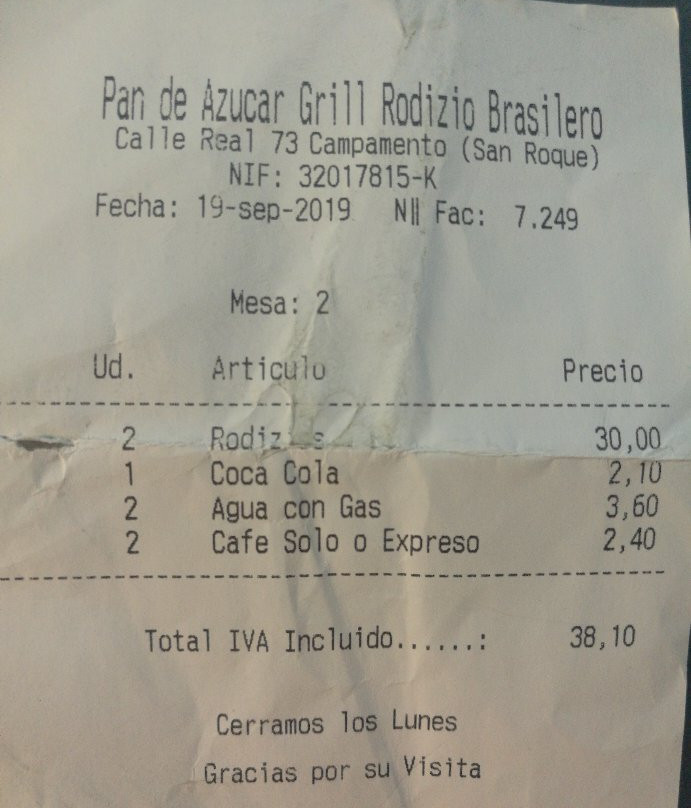 Pan de Azucar Grill Rodizio Brasilero
Calle Real 73 Campamento (San Roque)
NIF: 32017815-K
Fecha: 19-sep-2019 N║ Fac: 7.249
Mesa: 2
Ud. Articulo Precio
2 30,00
1 Coca Cola 2,10
2 Agua con Gas 3,60
2 Cafe Solo o Expreso 2,40
Total IVA Incluido......: 38,10
Cerramos los Lunes
Gracias por su Visita